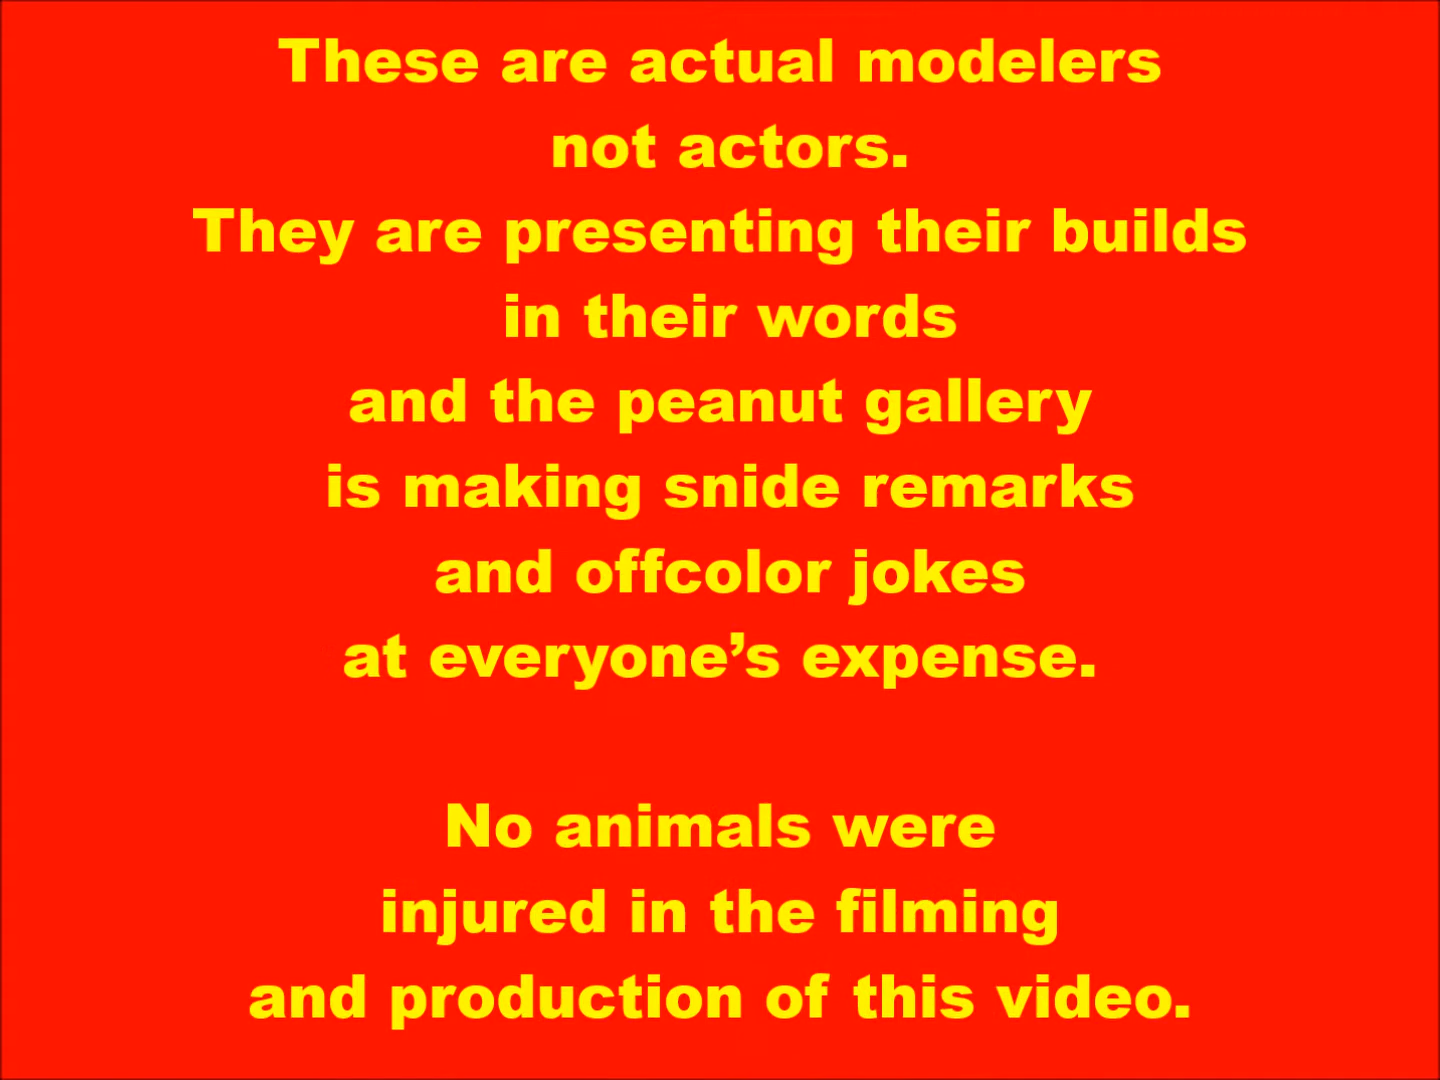 These are actual modelers
not actors.
They are presenting their builds
in their words
and the peanut gallery
is making snide remarks
and offcolor jokes
at everyone’s expense.
No animals were
injured in the filming
and production of this video.